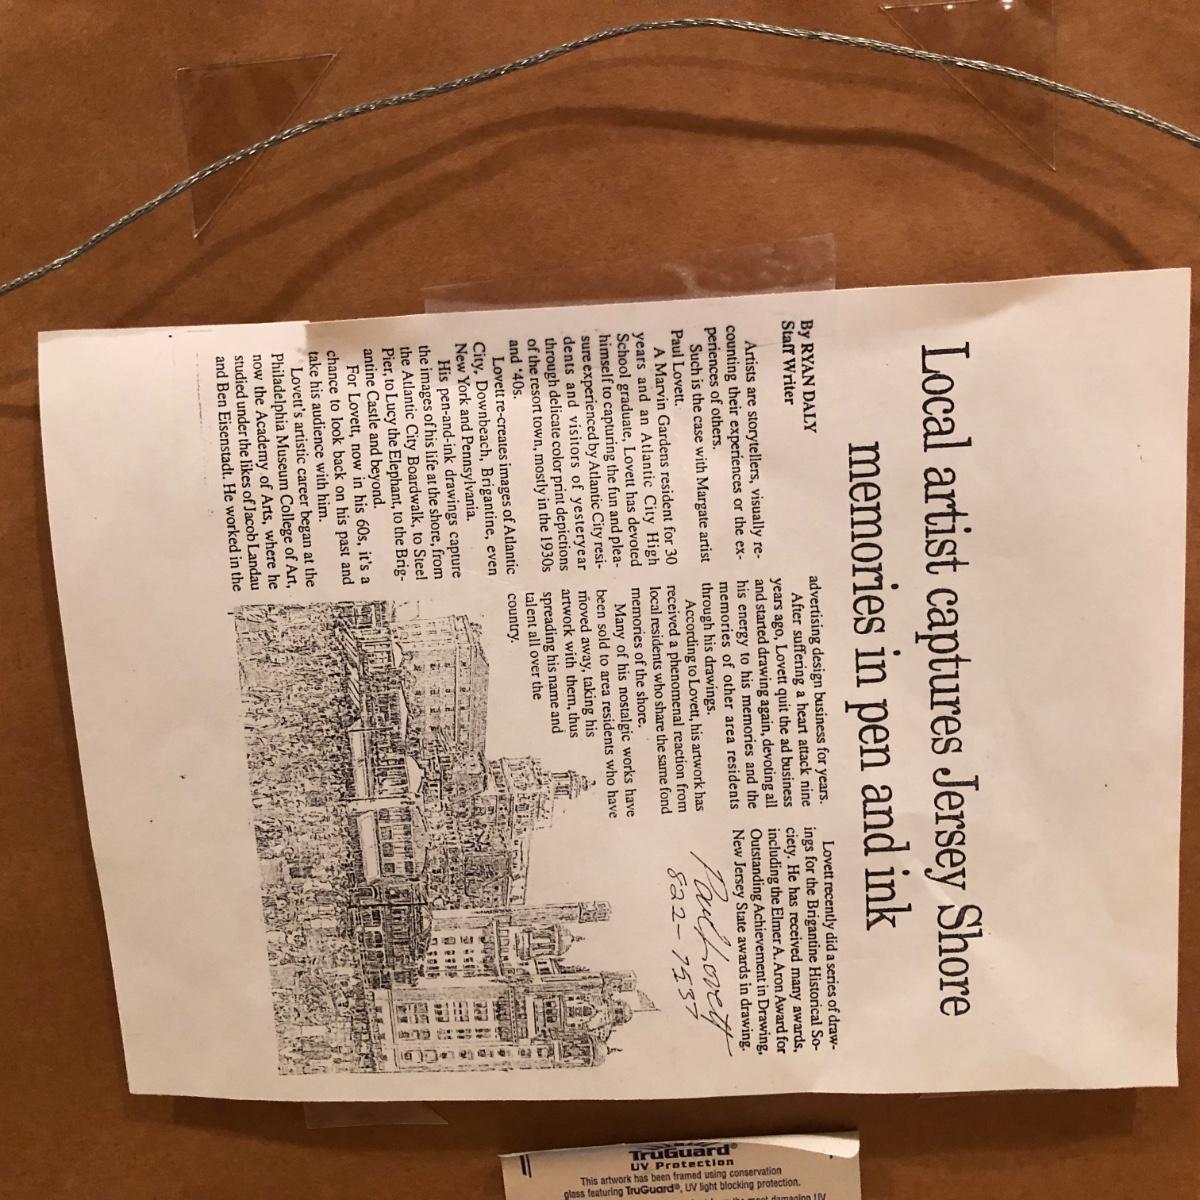 Local artist captures Jersey Shore
memories in pen and ink
By RYAN DALY
Staff Writer
Artists are storytellers, visually re-
counting their experiences or the ex-
periences of others.
Such is the case with Margate artist
Paul Lovett.
A Marvin Gardens resident for 30
years and an Atlantic City High
School graduate, Lovett has devoted
himself to capturing the fun and plea-
sure experienced by Atlantic City resi-
dents and visitors of yesteryear
through delicate color print depictions
of the resort town, mostly in the 1930s
and '40s.
Lovett re-creates images of Atlantic
City, Downbeach, Brigantine, even
New York and Pennsylvania.
His pen-and-ink drawings capture
the images of his life at the shore, from
the Atlantic City Boardwalk, to Steel
Pier, to Lucy the Elephant, to the Brig-
antine Castle and beyond.
For Lovett, now in his 60s, it's a
chance to look back on his past and
take his audience with him.
Lovett's artistic career began at the
Philadelphia Museum College of Art,
now the Academy of Arts, where he
studied under the likes of Jacob Landau
and Ben Eisenstadt. He worked in the
advertising design business for years.
After suffering a heart attack nine
years ago, Lovett quit the ad business
and started drawing again, devoting all
his energy to his memories and the
memories of other area residents
through his drawings.
According to Lovett, his artwork has
received a phenomenal reaction from
local residents who share the same fond
memories of the shore.
Many of his nostalgic works have
been sold to area residents who have
moved away, taking his
artwork with them, thus
spreading his name and
talent all over the
country.
Lovett recently did a series of draw-
ings for the Brigantine Historical So-
ciety. He has received many awards,
including the Elmer A. Aron Award for
Outstanding Achievement in Drawing,
New Jersey State awards in drawing.
Paul Lovett
822-7537
TruGuard®
UV Protection
This artwork has been framed using conservation
glass featuring TruGuard®, UV light blocking protection.
most damaging UV